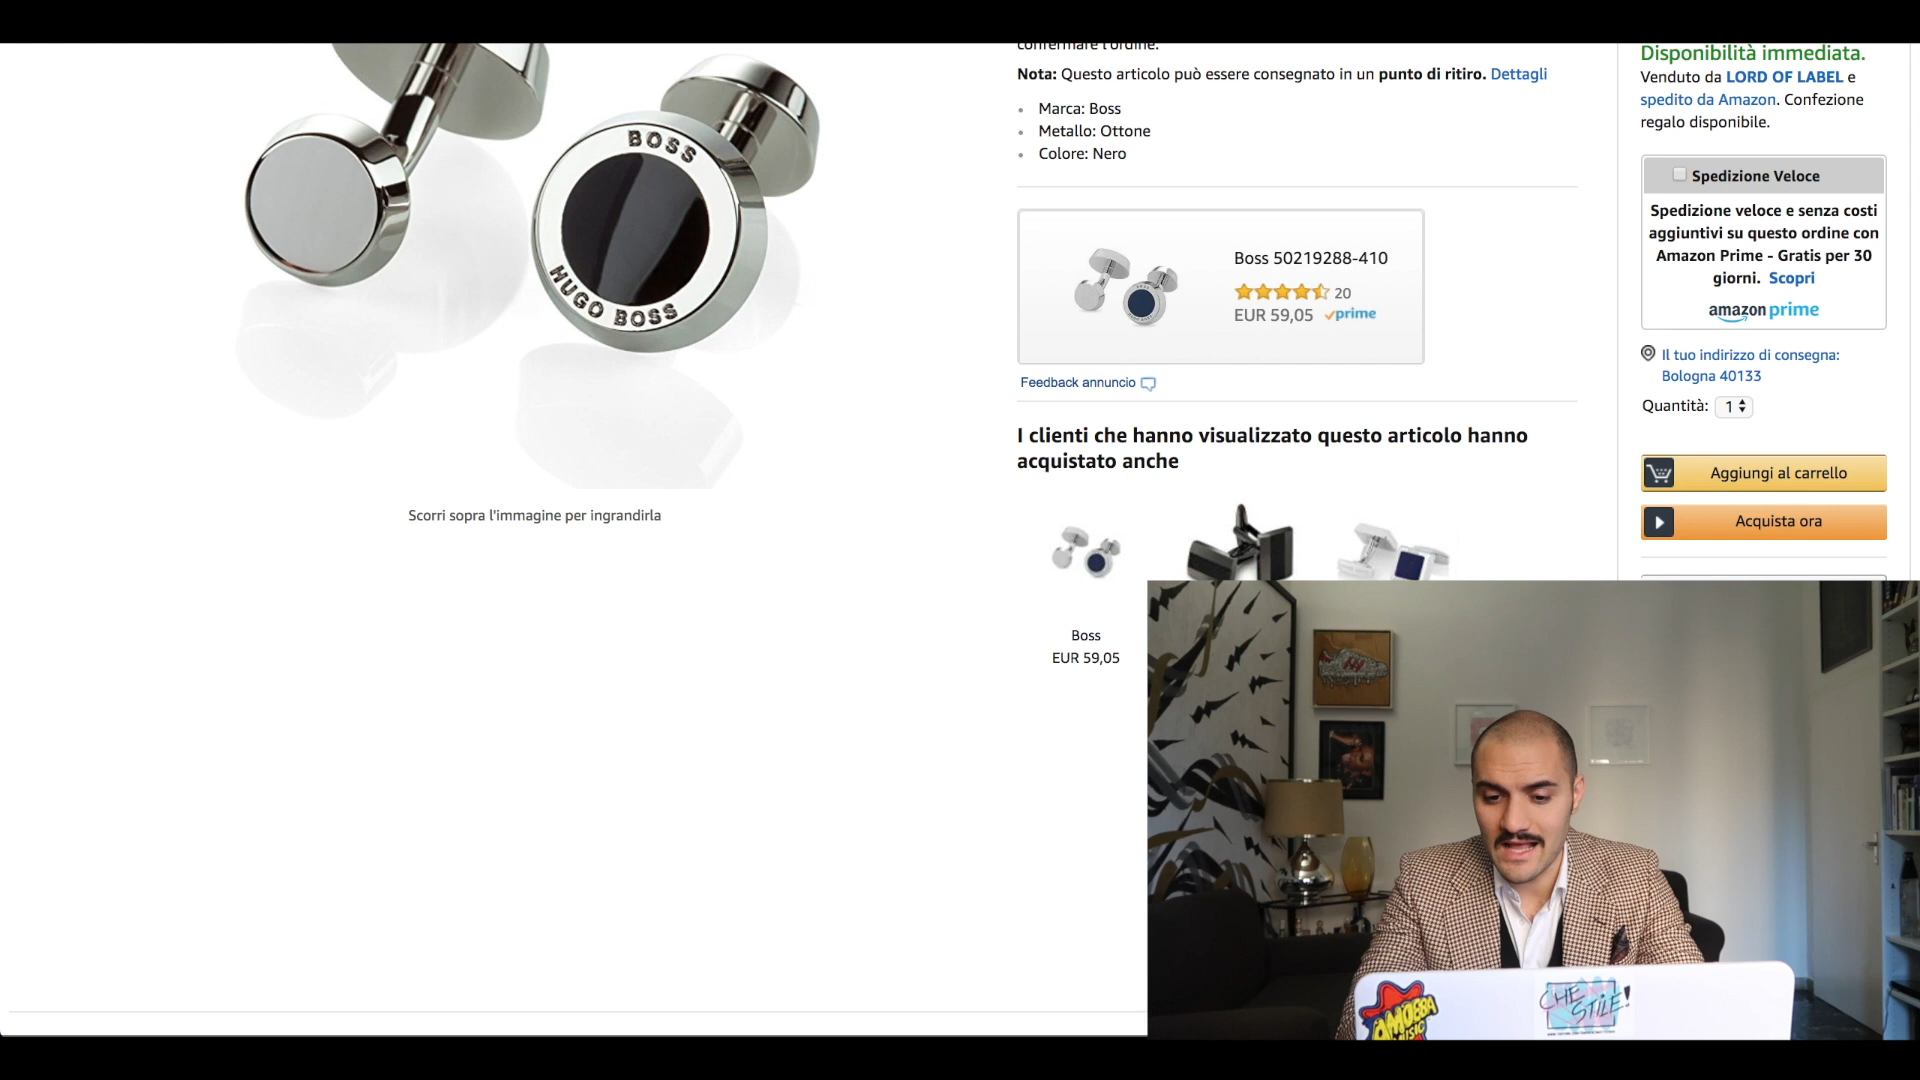 BOSS
HUGO BOSS
Scorri sopra l'immagine per ingrandirla
confermare l'ordine.
Nota: Questo articolo può essere consegnato in un punto di ritiro. Dettagli
Marca: Boss
Metallo: Ottone
Colore: Nero
Boss 50219288-410
20
EUR 59,05 prime
Feedback annuncio
I clienti che hanno visualizzato questo articolo hanno
acquistato anche
Boss
EUR 59,05
Disponibilità immediata.
Venduto da LORD OF LABEL e
spedito da Amazon. Confezione
regalo disponibile.
Spedizione Veloce
Spedizione veloce e senza costi
aggiuntivi su questo ordine con
Amazon Prime - Gratis per 30
giorni. Scopri
amazon prime
Il tuo indirizzo di consegna:
Bologna 40133
Quantità: 1
Aggiungi al carrello
Acquista ora
AMOEBA
MUSIC
CHE
STILE!